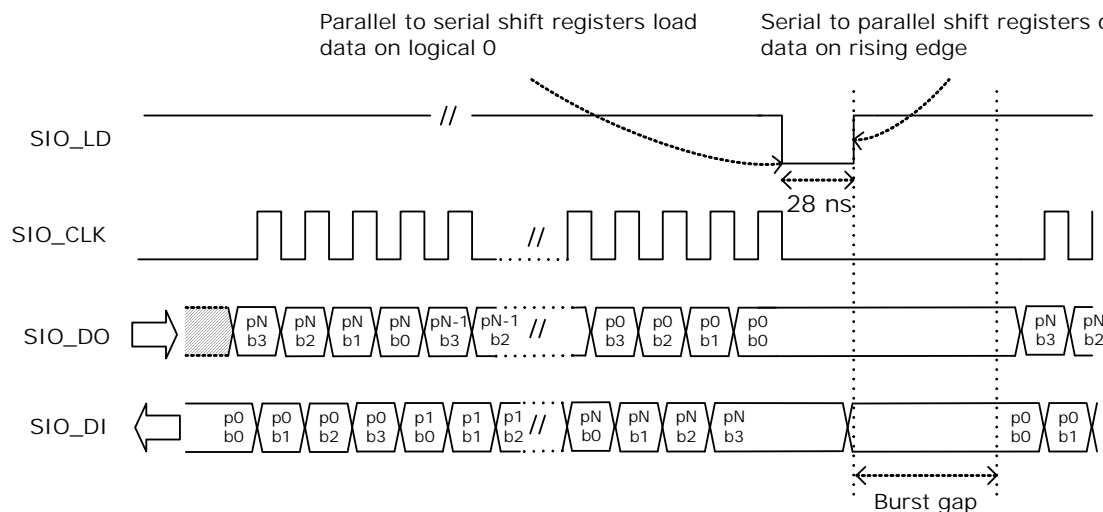 Parallel to serial shift registers load
data on logical 0
Serial to parallel shift registers
data on rising edge
SIO_LD
//
28 ns
SIO_CLK
//
SIO_DO
pN b3 pN b2 pN b1 pN b0 pN-1 b3 pN-1 b2 // p0 b3 p0 b2 p0 b1 p0 b0 pN b3 pN b2
SIO_DI
p0 b0 p0 b1 p0 b2 p0 b3 p1 b0 p1 b1 p1 b2 // pN b0 pN b1 pN b2 pN b3 p0 b0 p0 b1
Burst gap